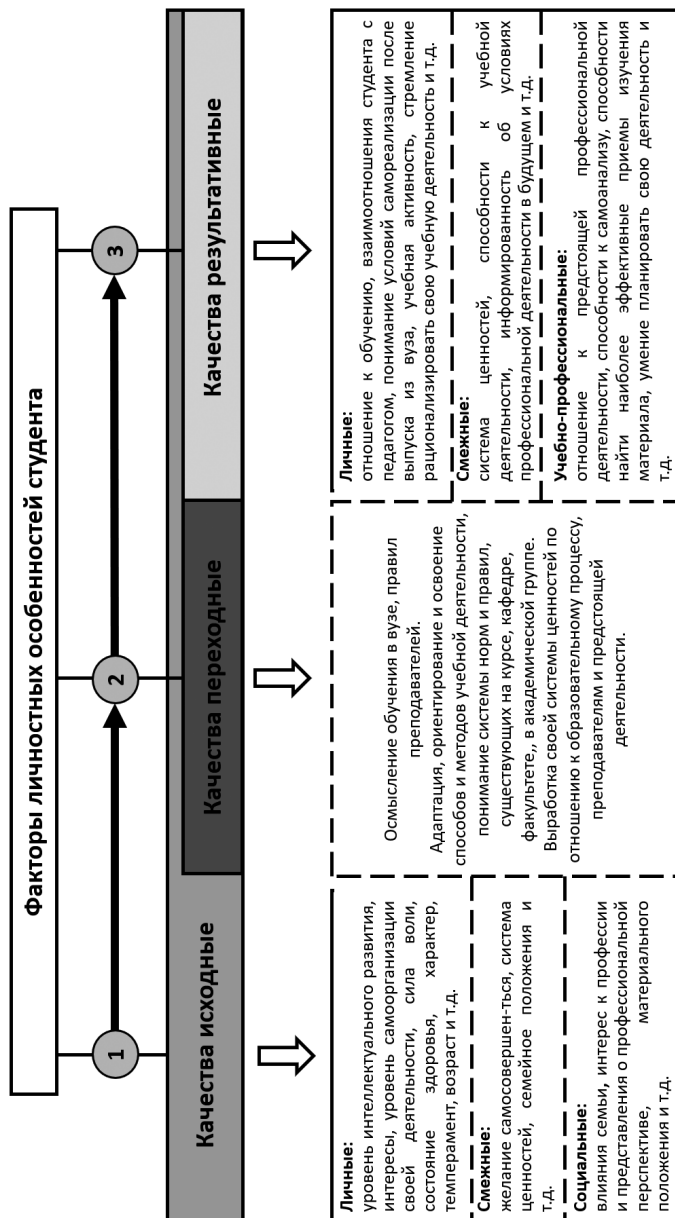 Факторы личностных особенностей студента
1
2
3
Качества исходные
Качества переходные
Качества результативные
Личные:
уровень интеллектуального развития,
интересы, уровень самоорганизации
своей деятельности, сила воли,
состояние здоровья, характер,
темперамент, возраст и т.д.
Смежные:
желание самосовершен-ться, система
ценностей, семейное положения и
т.д.
Социальные:
влияния семьи, интерес к профессии
и представления о профессиональной
перспективе, материального
положения и т.д.
Осмысление обучения в вузе, правил
преподавателей.
Адаптация, ориентирование и освоение
способов и методов учебной деятельности,
понимание системы норм и правил,
существующих на курсе, кафедре,
факультете,, в академической группе.
Выработка своей системы ценностей по
отношению к образовательному процессу,
преподавателям и предстоящей
деятельности.
Личные:
отношение к обучению, взаимоотношения студента с
педагогом, понимание условий самореализации после
выпуска из вуза, учебная активность, стремление
рационализировать свою учебную деятельность и т.д.
Смежные:
система ценностей, способности к учебной
деятельности, информированность об условиях
профессиональной деятельности в будущем и т.д.
Учебно-профессиональные:
отношение к предстоящей профессиональной
деятельности, способности к самоанализу, способности
найти наиболее эффективные приемы изучения
материала, умение планировать свою деятельность и
т.д.